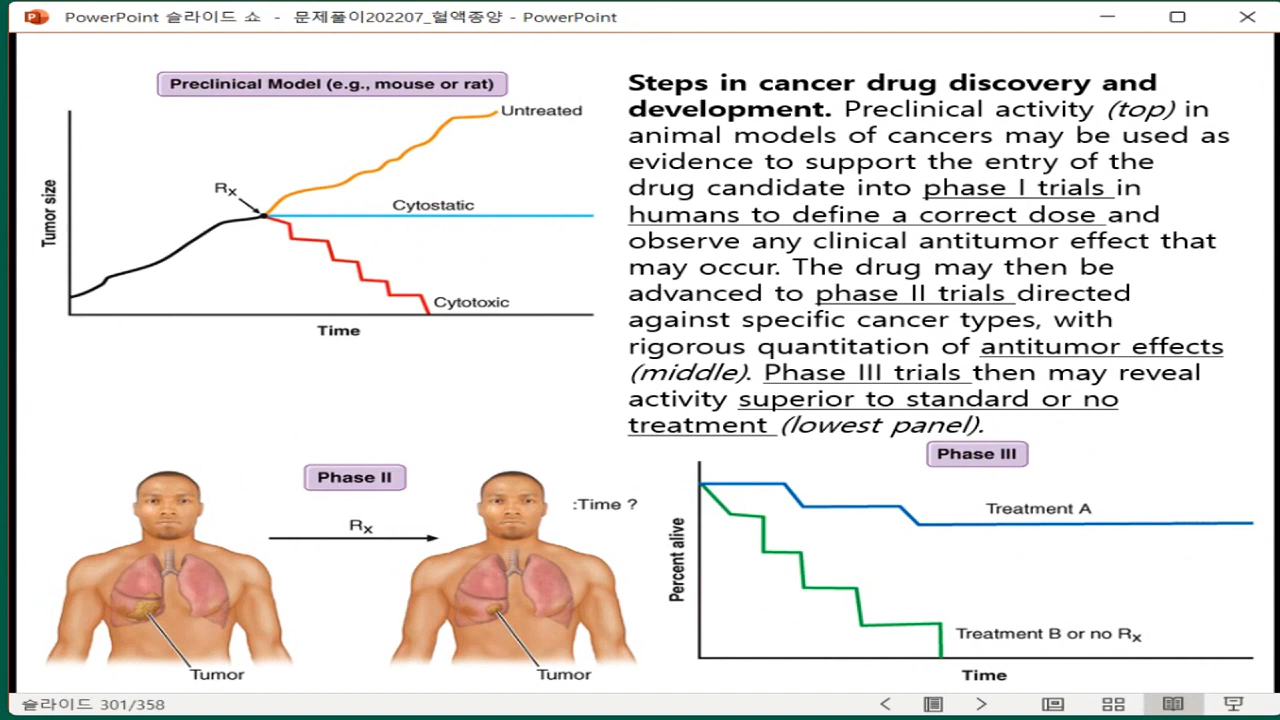 PowerPoint 슬라이드 쇼 - 문제풀이202207_혈액종양 - PowerPoint
Preclinical Model (e.g., mouse or rat)
Untreated
Rx
Cytostatic
Cytotoxic
Tumor size
Time
Steps in cancer drug discovery and
development. Preclinical activity (top) in
animal models of cancers may be used as
evidence to support the entry of the
drug candidate into phase I trials in
humans to define a correct dose and
observe any clinical antitumor effect that
may occur. The drug may then be
advanced to phase II trials directed
against specific cancer types, with
rigorous quantitation of antitumor effects
(middle). Phase III trials then may reveal
activity superior to standard or no
treatment (lowest panel).
Phase II
Rx
:Time ?
Tumor
Tumor
Phase III
Treatment A
Percent alive
Treatment B or no Rx
Time
슬라이드 301/358